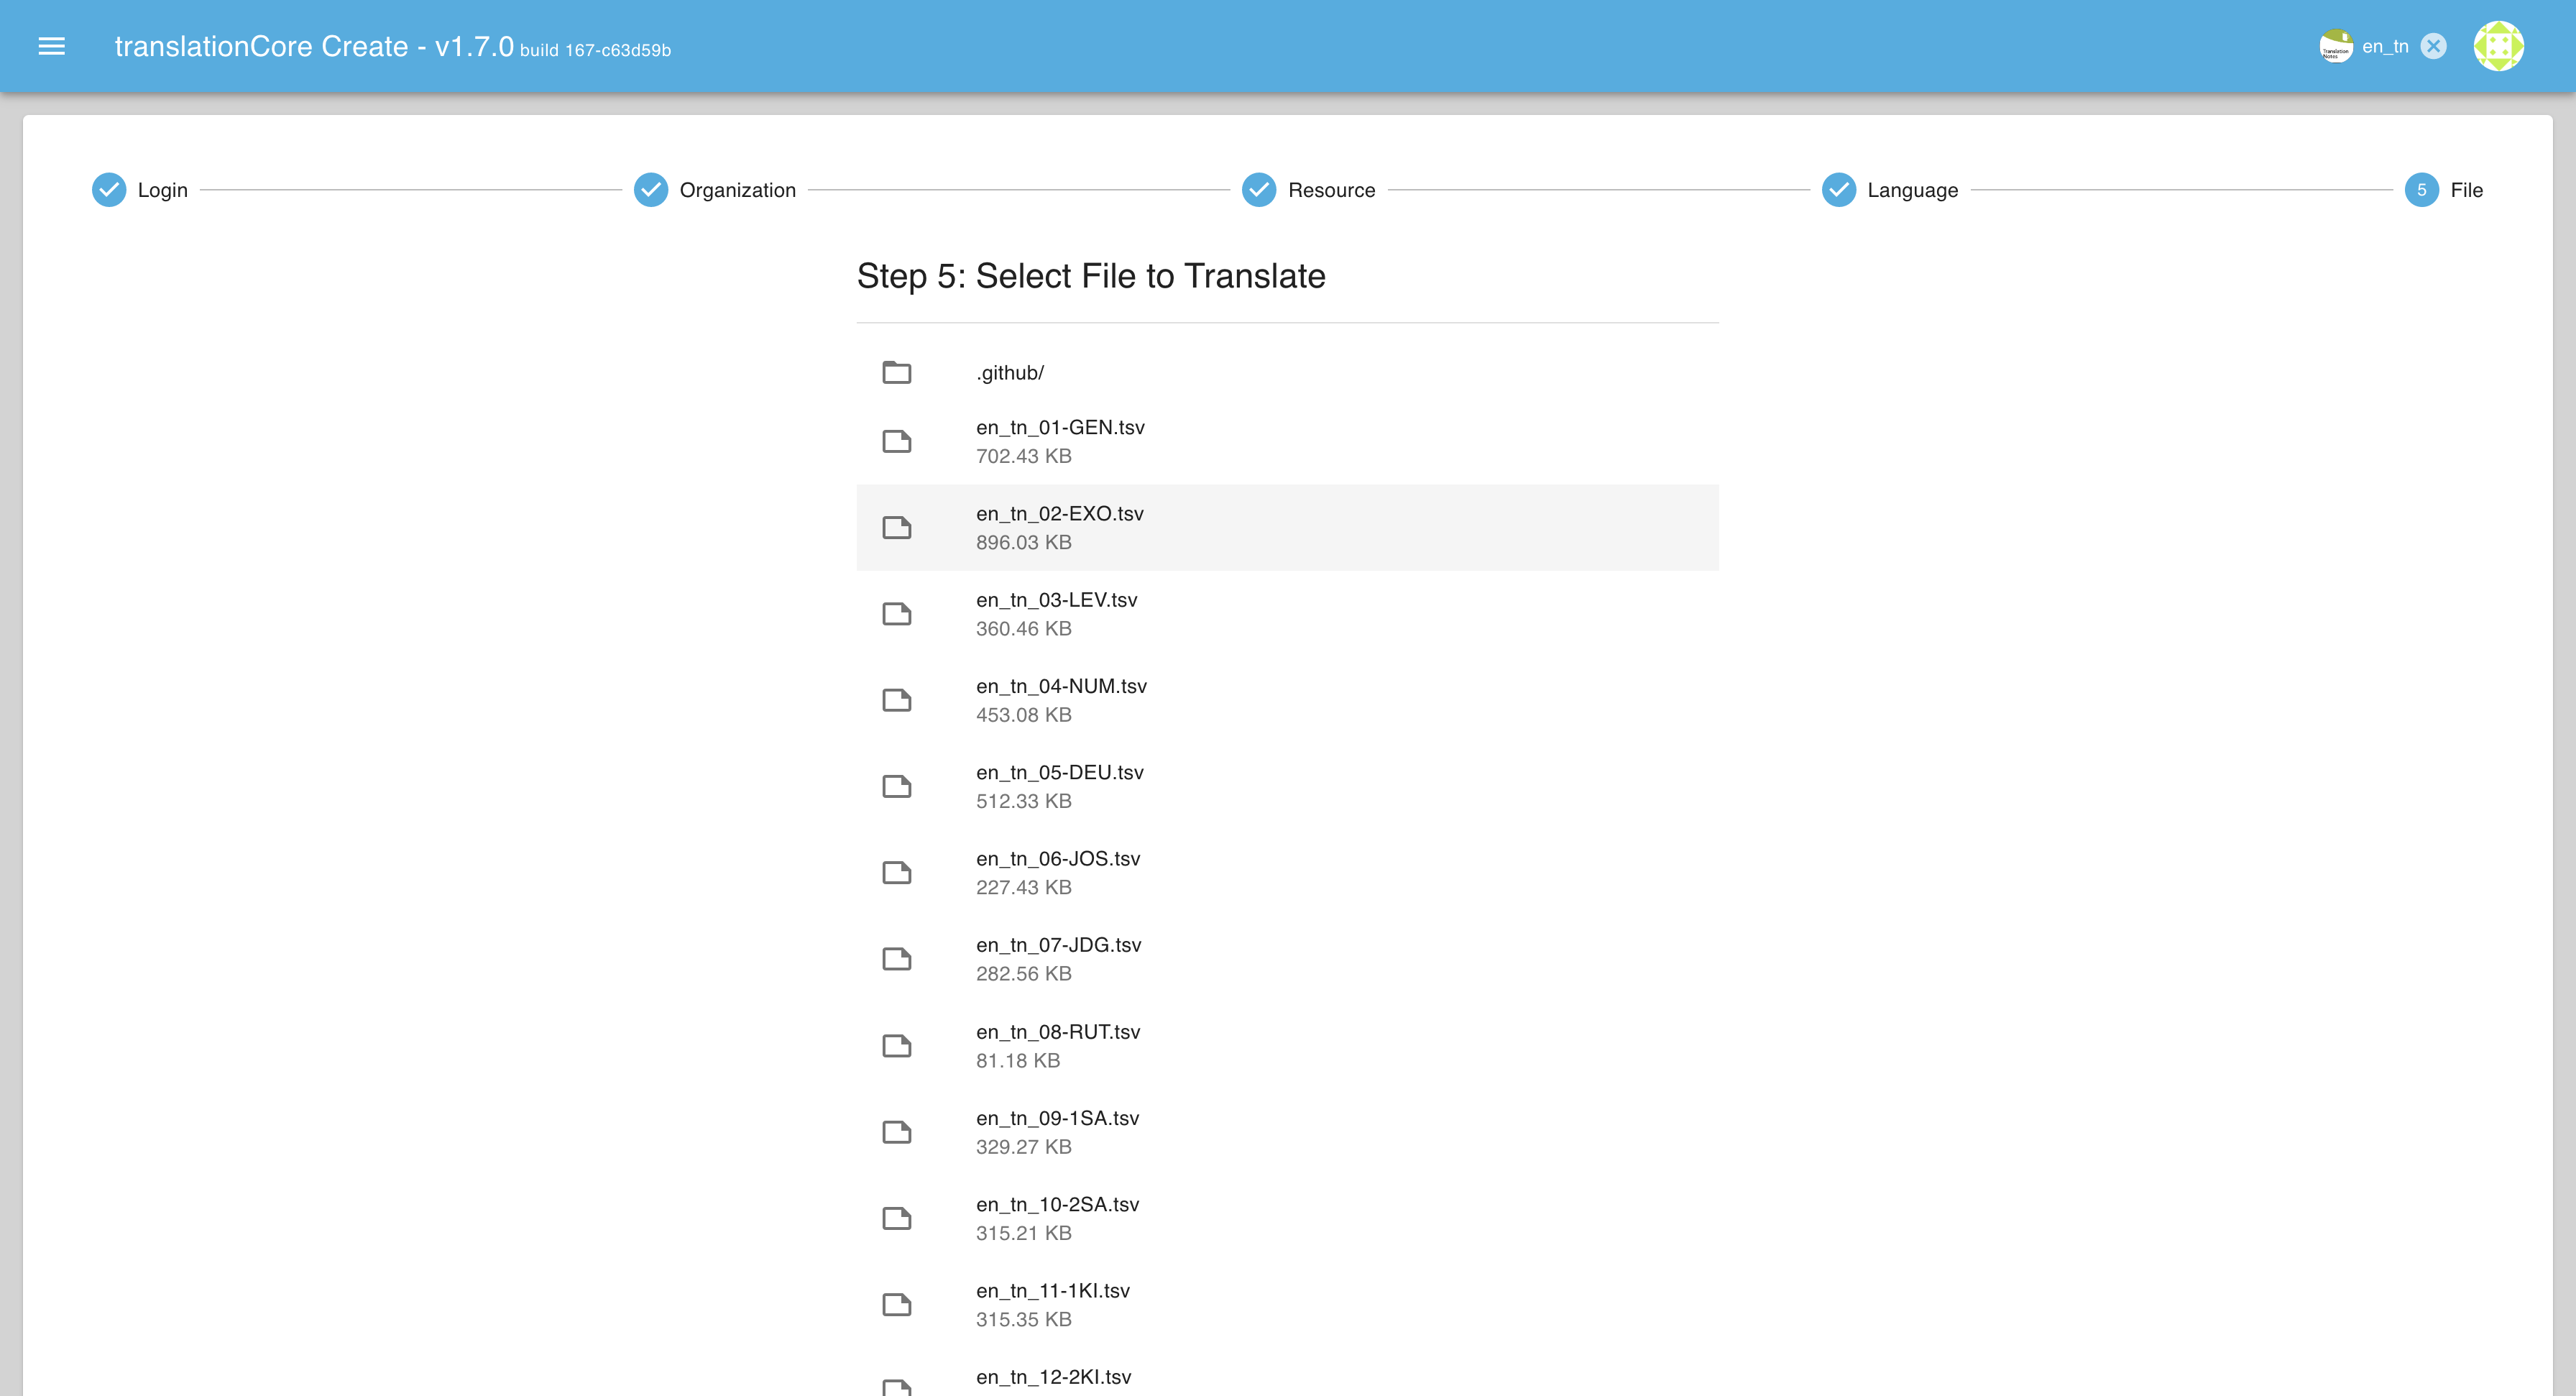 translationCore Create - v1.7.0 build 167-c63d59b
Translation
Notes
en_tn
Login
Organization
Resource
Language
5 File
Step 5: Select File to Translate
.github/
en_tn_01-GEN.tsv
702.43 KB
en_tn_02-EXO.tsv
896.03 KB
en_tn_03-LEV.tsv
360.46 KB
en_tn_04-NUM.tsv
453.08 KB
en_tn_05-DEU.tsv
512.33 KB
en_tn_06-JOS.tsv
227.43 KB
en_tn_07-JDG.tsv
282.56 KB
en_tn_08-RUT.tsv
81.18 KB
en_tn_09-1SA.tsv
329.27 KB
en_tn_10-2SA.tsv
315.21 KB
en_tn_11-1KI.tsv
315.35 KB
en_tn_12-2KI.tsv